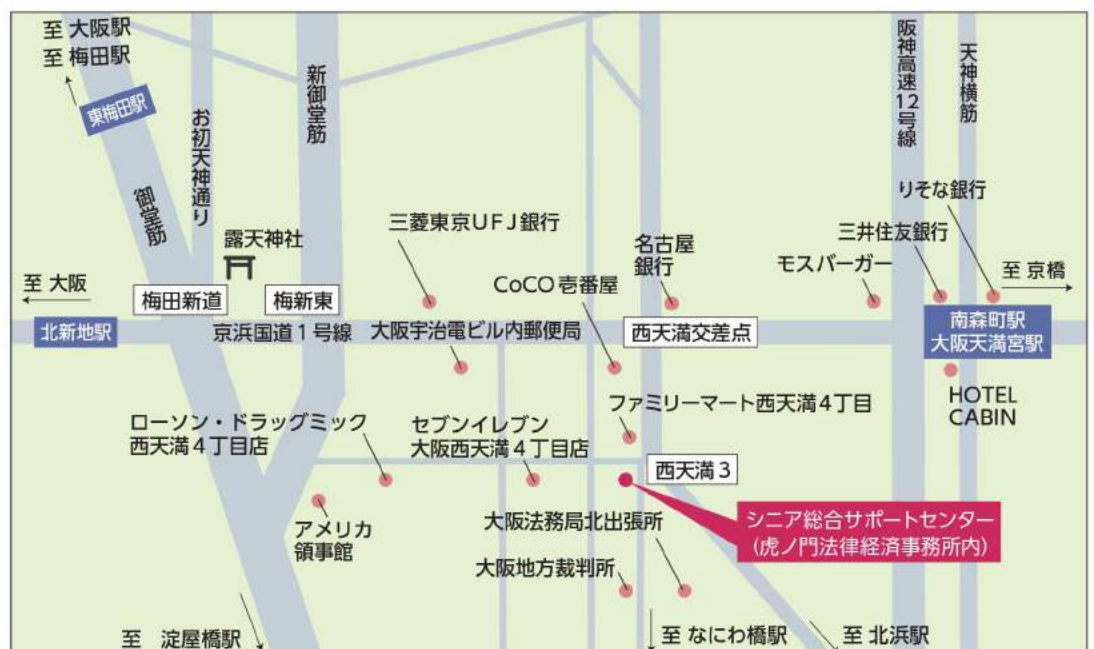 至 大阪駅
至 梅田駅
東梅田駅
御堂筋
お初天神通り
新御堂筋
阪神高速12号線
天神横筋
露天神社
三菱東京UFJ銀行
名古屋
銀行
CoCO壱番屋
モスバーガー
三井住友銀行
りそな銀行
至 大阪
至 京橋
梅田新道
梅新東
北新地駅
京浜国道1号線
大阪宇治電ビル内郵便局
西天満交差点
南森町駅
大阪天満宮駅
HOTEL
CABIN
ファミリーマート西天満4丁目
ローソン・ドラッグミック
西天満4丁目店
セブンイレブン
大阪西天満4丁目店
西天満3
アメリカ
領事館
大阪法務局北出張所
シニア総合サポートセンター
(虎ノ門法律経済事務所内)
大阪地方裁判所
至 淀屋橋駅
至 なにわ橋駅
至 北浜駅